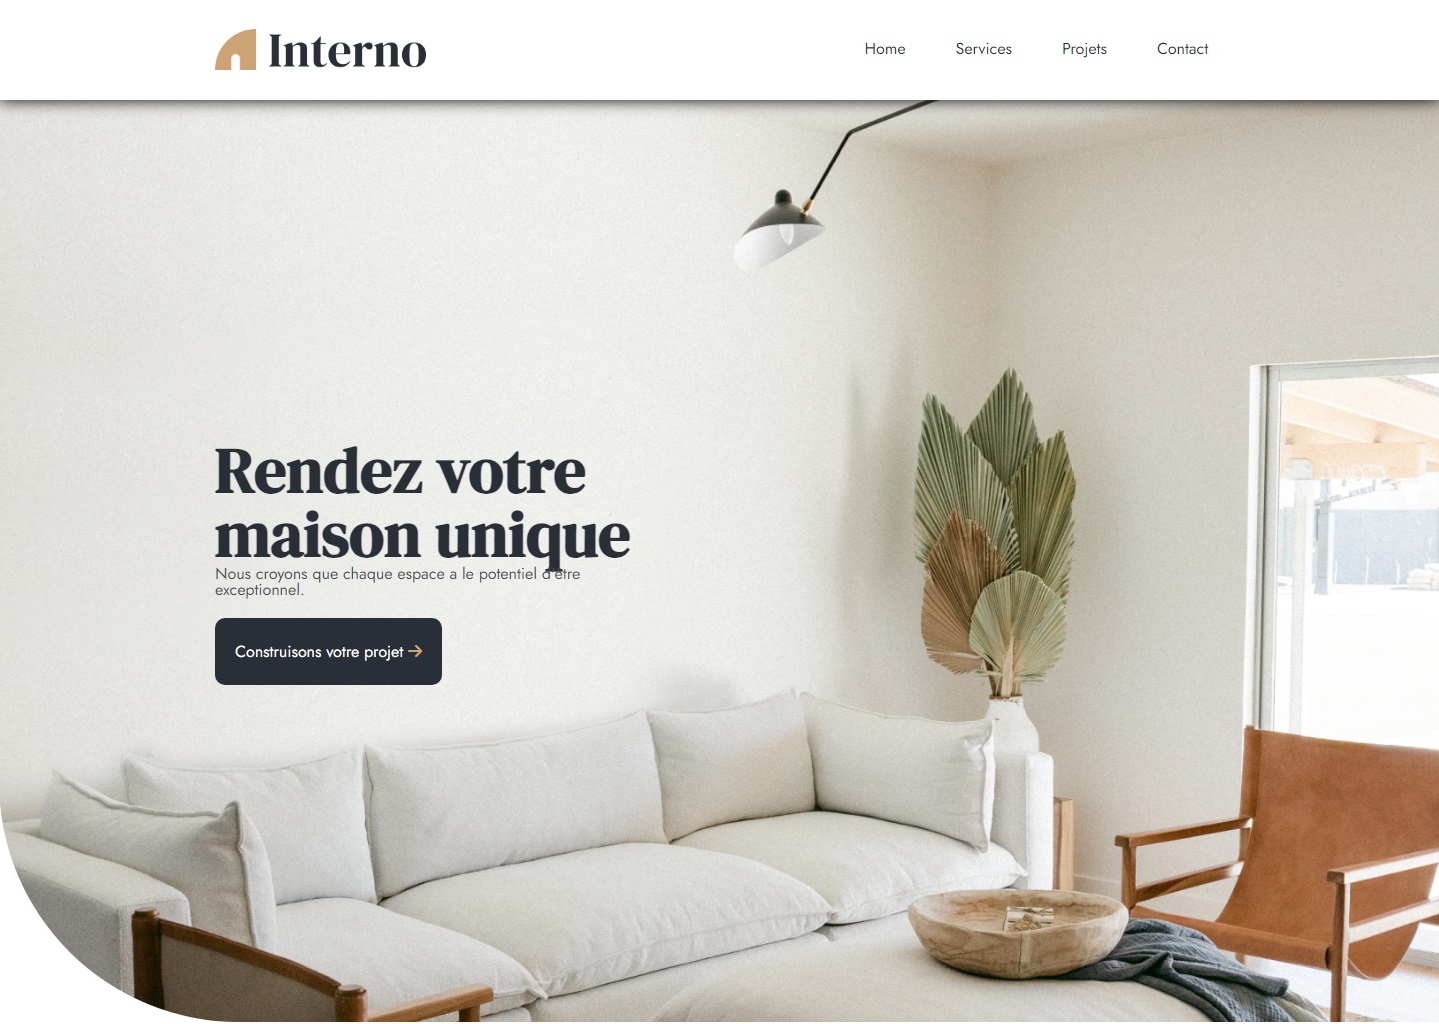 Interno
Home Services Projets Contact
Rendez votre
maison unique
Nous croyons que chaque espace a le potentiel d'être
exceptionnel.
Construisons votre projet →